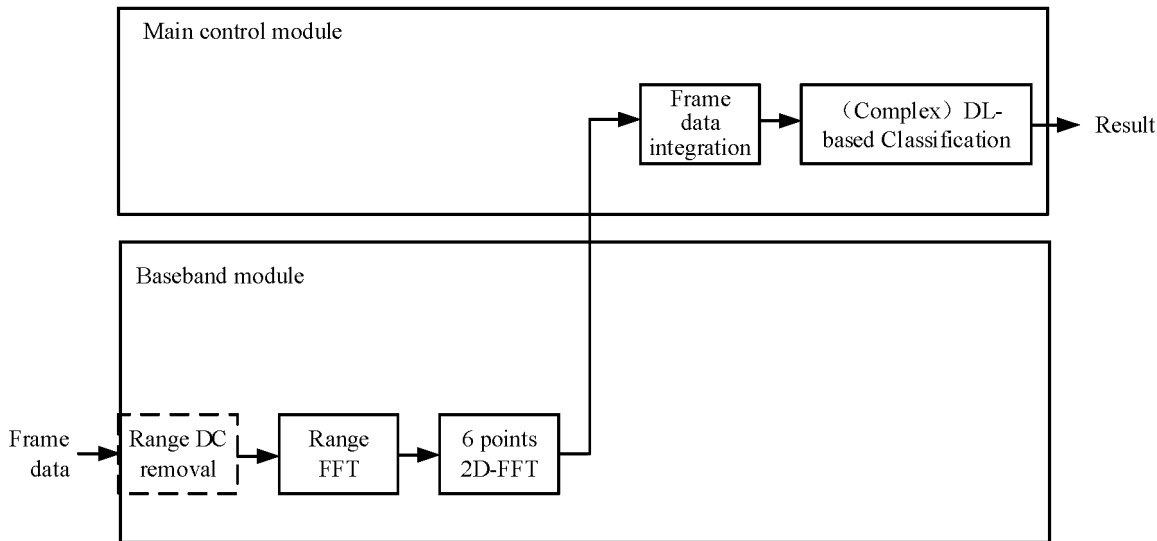 Main control module
Frame
data
integration
（Complex）DL-
based Classification
Result
Baseband module
Frame
data
Range DC
removal
Range
FFT
6 points
2D-FFT